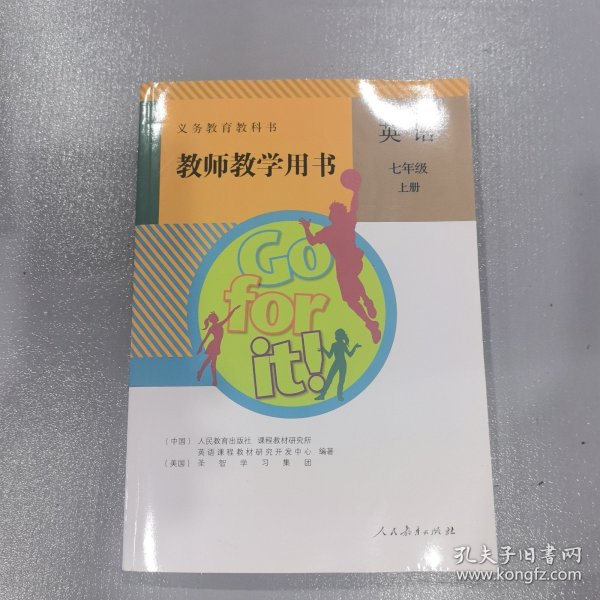 义务教育教科书
教师教学用书
英语
七年级
上册
Go
for
it!
(中国) 人民教育出版社 课程教材研究所
英语课程教材研究开发中心 编著
(美国) 圣智学习集团
人民教育出版社
孔夫子旧书网
www.kongfz.com